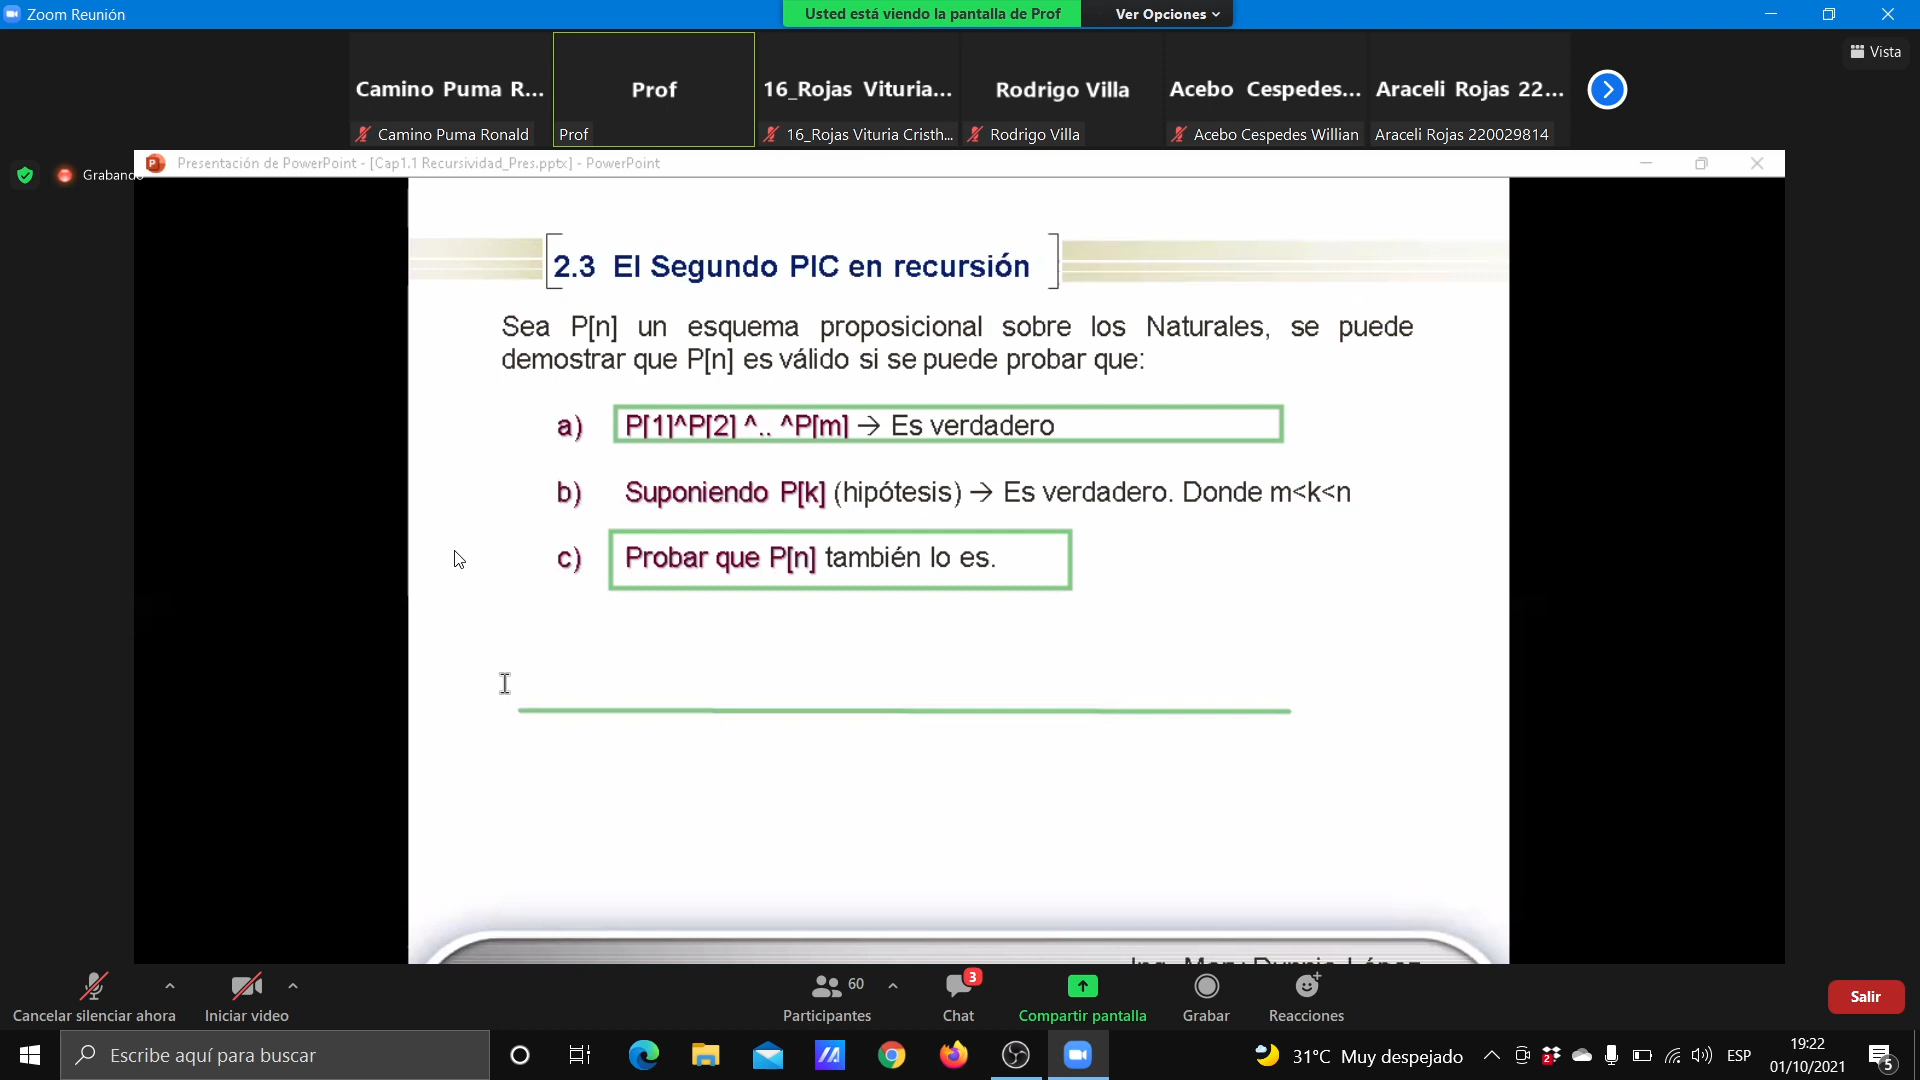 Zoom Reunión
Usted está viendo la pantalla de Prof
Ver Opciones
Vista
Camino Puma R...
Prof
16_Rojas Vituria...
Rodrigo Villa
Acebo Cespedes...
Araceli Rojas 22...
Camino Puma Ronald
Prof
16_Rojas Vituria Cristh...
Rodrigo Villa
Acebo Cespedes Willian
Araceli Rojas 220029814
Grabando
Presentación de PowerPoint - [Cap1.1 Recursividad_Pres.pptx] - PowerPoint
2.3 El Segundo PIC en recursión
Sea P[n] un esquema proposicional sobre los Naturales, se puede
demostrar que P[n] es válido si se puede probar que:
a) P[1]^P[2] ^.. ^P[m] → Es verdadero
b) Suponiendo P[k] (hipótesis) → Es verdadero. Donde m<k<n
c) Probar que P[n] también lo es.
60
3
Cancelar silenciar ahora
Iniciar video
Participantes
Chat
Compartir pantalla
Grabar
Reacciones
Salir
Escribe aquí para buscar
2
31°C Muy despejado
ESP
19:22
01/10/2021
5